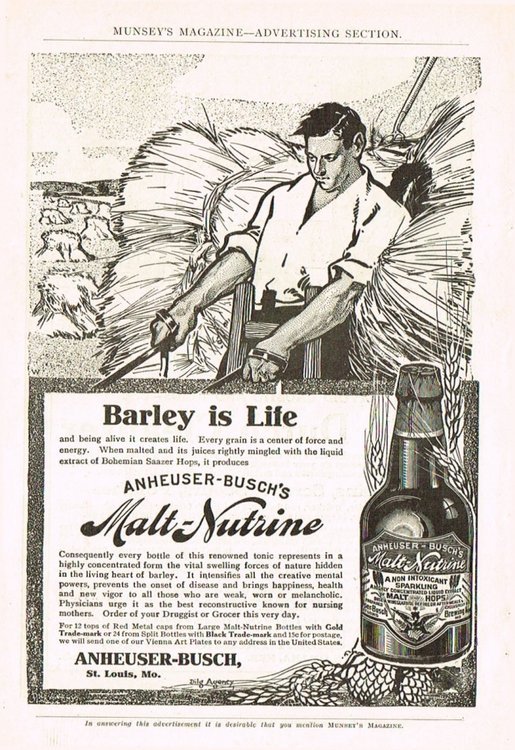 MUNSEY'S MAGAZINE—ADVERTISING SECTION.
Barley is Life
and being alive it creates life. Every grain is a center of force and
energy. When malted and its juices rightly mingled with the liquid
extract of Bohemian Saazer Hops, it produces
ANHEUSER-BUSCH'S
Malt-Nutrine
Consequently every bottle of this renowned tonic represents in a
highly concentrated form the vital swelling forces of nature hidden
in the living heart of barley. It intensifies all the creative mental
powers, prevents the onset of disease and brings happiness, health
and new vigor to all those who are weak, worn or melancholic.
Physicians urge it as the best reconstructive known for nursing
mothers. Order of your Druggist or Grocer this very day.
For 12 tops of Red Metal caps from Large Malt-Nutrine Bottles with Gold
Trade-mark or 24 from Split Bottles with Black Trade-mark and 15c for postage,
we will send one of our Vienna Art Plates to any address in the United States.
ANHEUSER-BUSCH,
St. Louis, Mo.
Dilg Agency
ANHEUSER-BUSCH'S
Malt-Nutrine
A NON INTOXICANT
SPARKLING
HIGHLY CONCENTRATED LIQUID EXTRACT
OF MALT AND HOPS
In answering this advertisement it is desirable that you mention MUNSEY'S MAGAZINE.